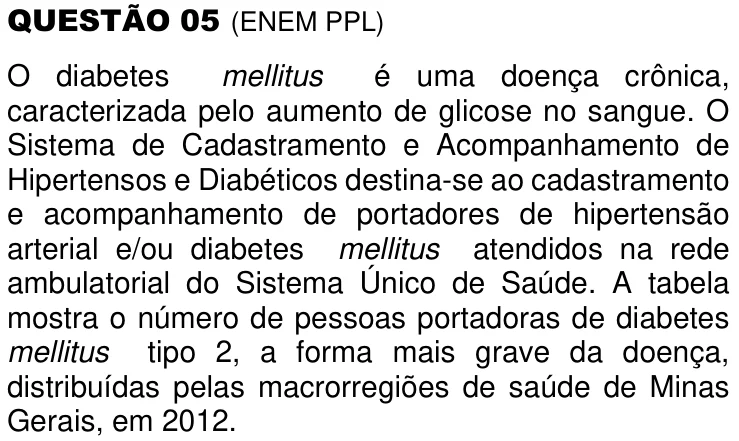 QUESTÃO 05 (ENEM PPL)
O diabetes mellitus é uma doença crônica,
caracterizada pelo aumento de glicose no sangue. O
Sistema de Cadastramento e Acompanhamento de
Hipertensos e Diabéticos destina-se ao cadastramento
e acompanhamento de portadores de hipertensão
arterial e/ou diabetes mellitus atendidos na rede
ambulatorial do Sistema Único de Saúde. A tabela
mostra o número de pessoas portadoras de diabetes
mellitus tipo 2, a forma mais grave da doença,
distribuídas pelas macrorregiões de saúde de Minas
Gerais, em 2012.